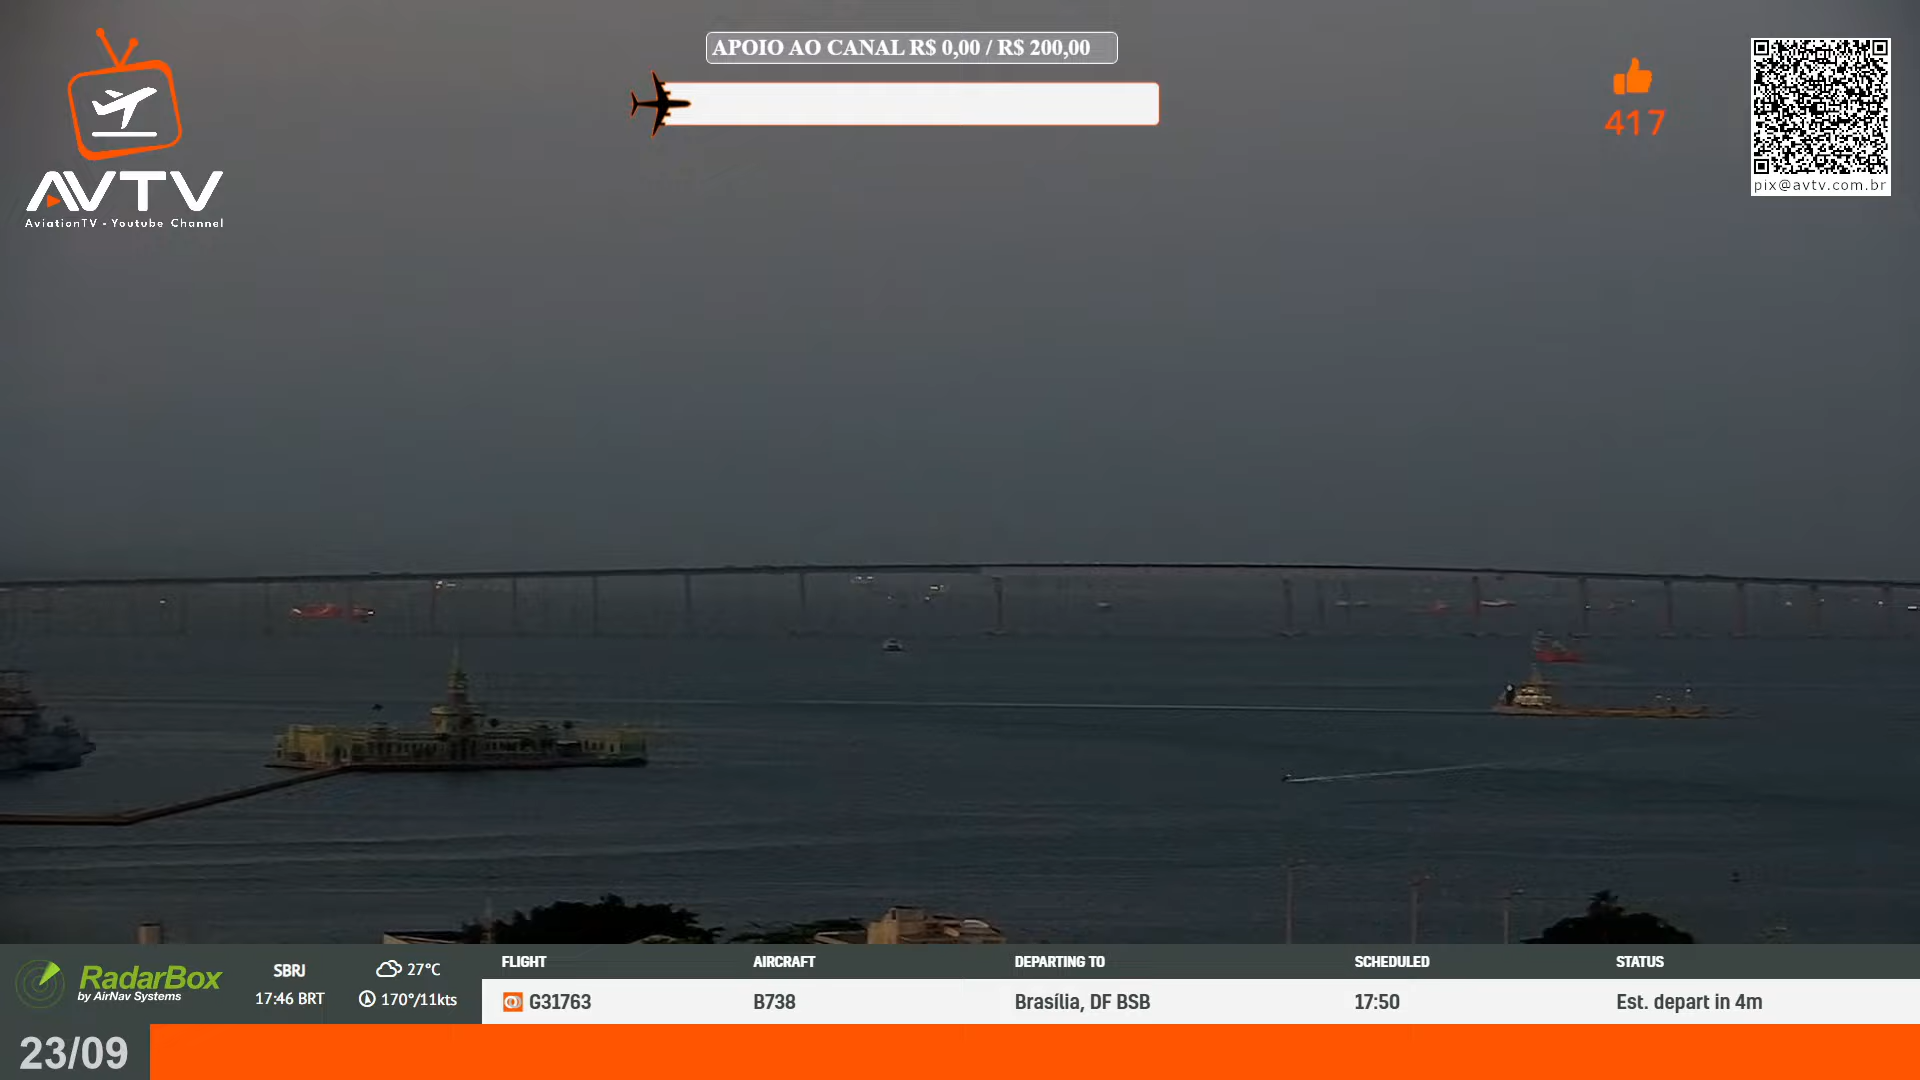 AVTV
AviationTV - Youtube Channel
APOIO AO CANAL R$ 0,00 / R$ 200,00
417
pix@avtv.com.br
RadarBox
by AirNav Systems
SBRJ
17:46 BRT
27°C
170°/11kts
FLIGHT AIRCRAFT DEPARTING TO SCHEDULED STATUS
G31763 B738 Brasília, DF BSB 17:50 Est. depart in 4m
23/09